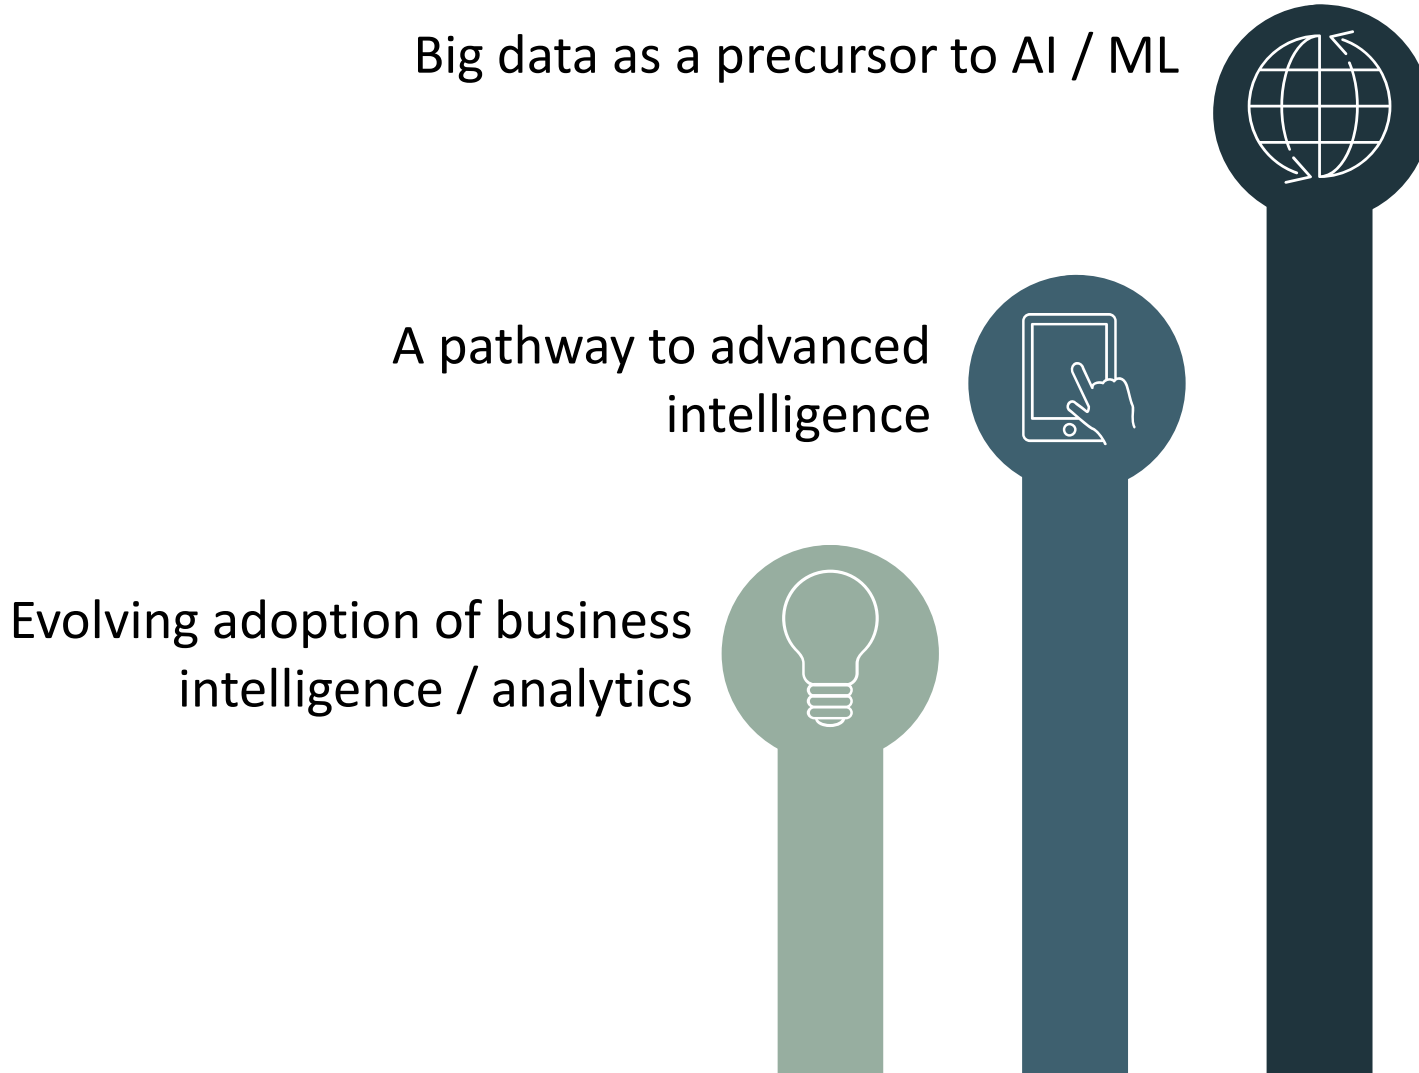 Big data as a precursor to AI / ML
A pathway to advanced
intelligence
Evolving adoption of business
intelligence / analytics